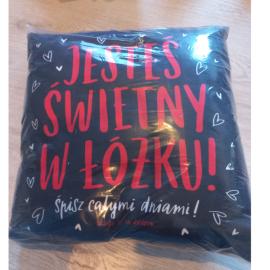 JESTEŚ
ŚWIETNY
W ŁÓŻKU!
Śpisz całymi dniami!